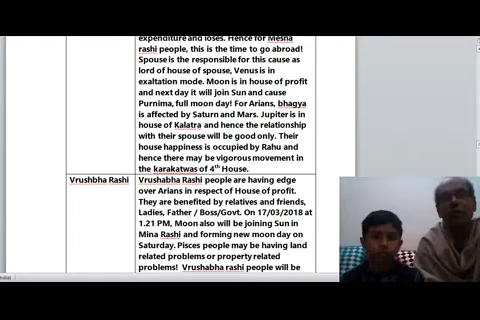 expenditure and loses. Hence for Mesha
rashi people, this is the time to go abroad!
Spouse is the responsible for this cause as
lord of house of spouse, Venus is in
exaltation mode. Moon is in house of profit
and next day it will join Sun and cause
Purnima, full moon day! For Arians, bhagya
is affected by Saturn and Mars. Jupiter is in
house of Kalatra and hence the relationship
with their spouse will be good only. Their
house happiness is occupied by Rahu and
hence there may be vigorous movement in
the karakatwas of 4th House.
Vrushbha Rashi
Vrushabha Rashi people are having edge
over Arians in respect of House of profit.
They are benefited by relatives and friends,
Ladies, Father / Boss/Govt. On 17/03/2018 at
1.21 PM, Moon also will be joining Sun in
Mina Rashi and forming new moon day on
Saturday. Pisces people may be having land
related problems or property related
problems! Vrushabha rashi people will be